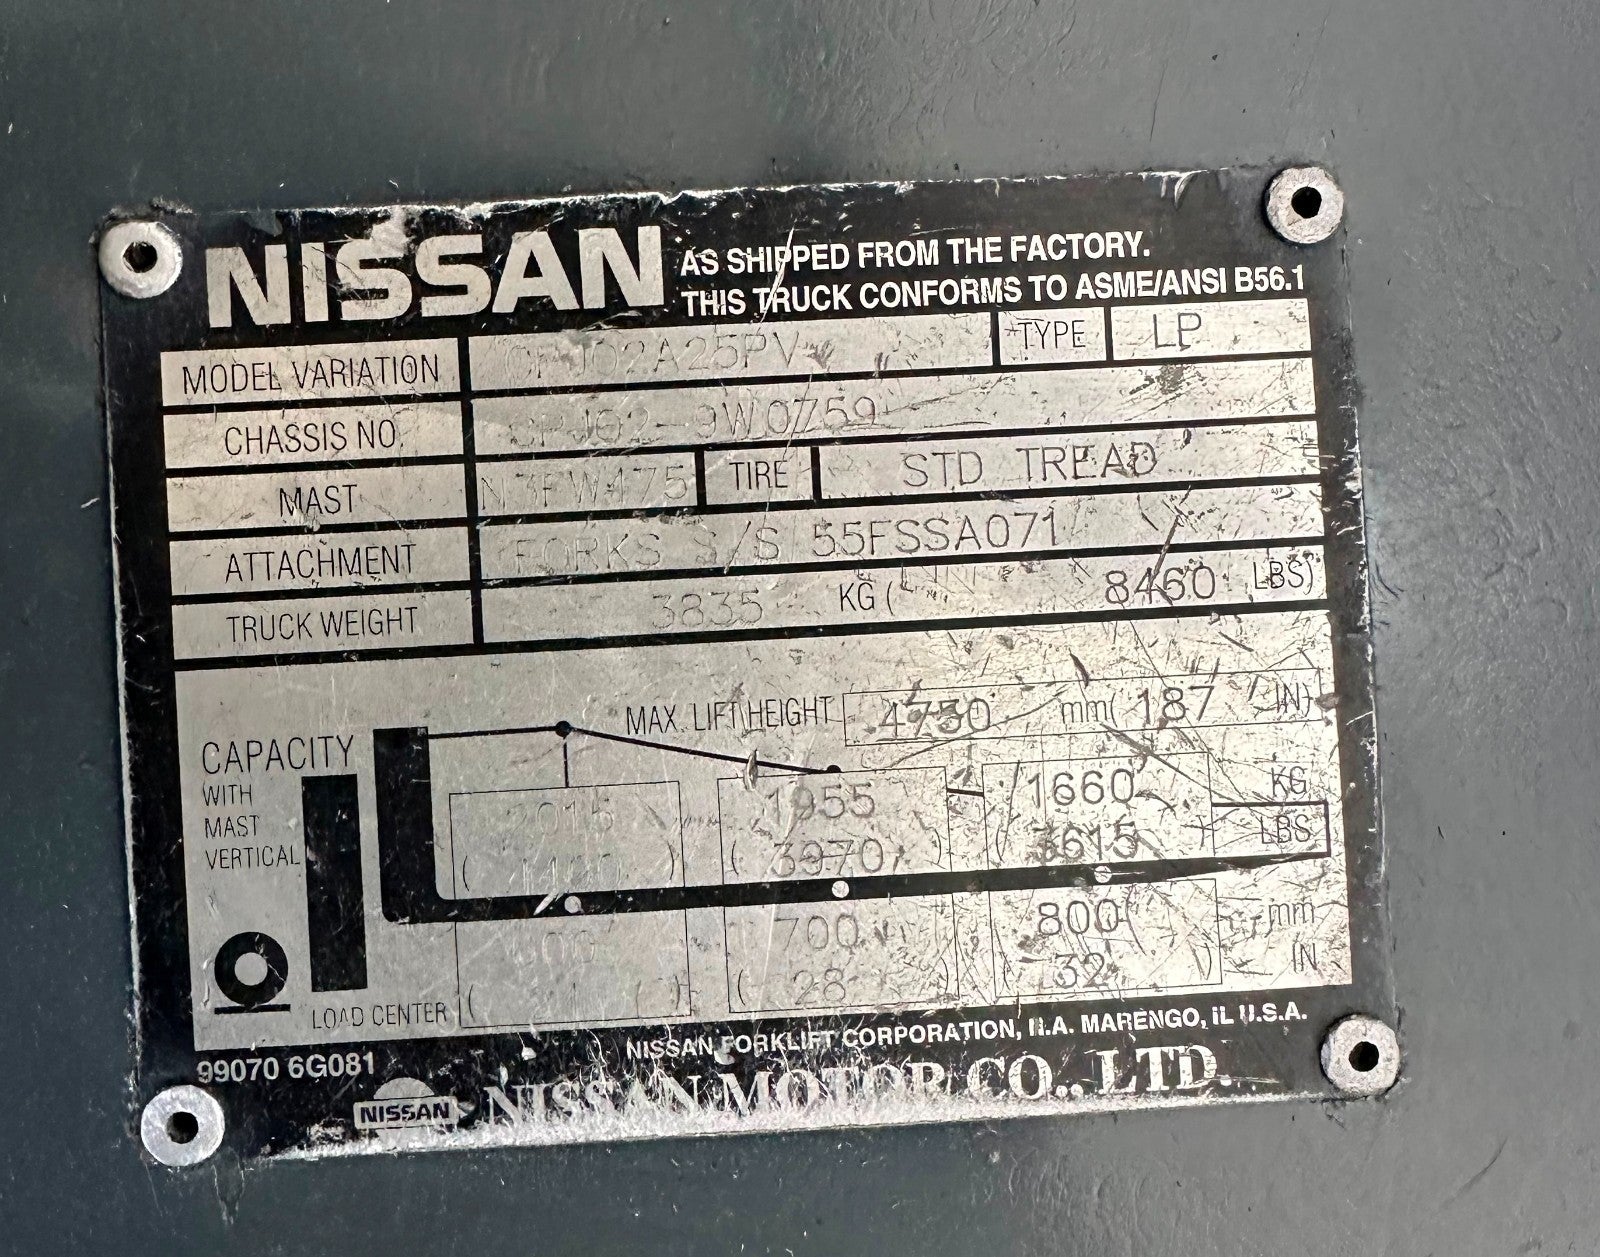 NISSAN AS SHIPPED FROM THE FACTORY.
THIS TRUCK CONFORMS TO ASME/ANSI B56.1
MODEL VARIATION CPJ02A25PV *TYPE LP
CHASSIS NO. CPJ02-9W0759
MAST N3FW475 TIRE STD TREAD
ATTACHMENT FORKS S/S 55FSSA071
TRUCK WEIGHT 3835 KG ( 8460 LBS)
MAX. LIFT HEIGHT 4750 mm( 187 IN)
CAPACITY
WITH
MAST
VERTICAL
2015 1955 1660 KG
( ) ( 3970 ) ( 3615 ) LBS
700 800 mm
( ) ( 28 ) ( 32 ) IN
LOAD CENTER
NISSAN FORKLIFT CORPORATION, N.A. MARENGO, IL U.S.A.
99070 6G081
NISSAN NISSAN MOTOR CO., LTD.